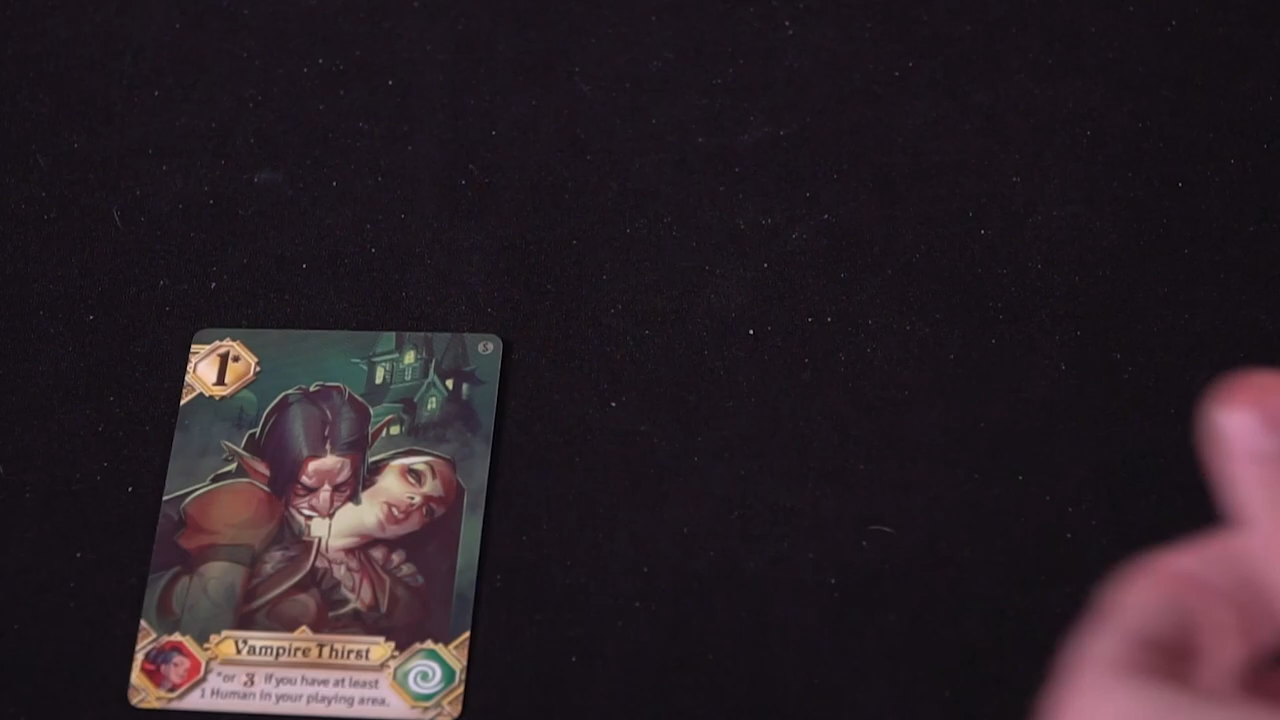 1*
S
Vampire Thirst
*or 3 if you have at least
1 Human in your playing area.